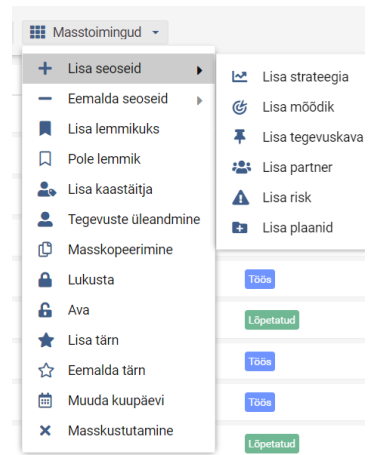 Masstoimingud
Lisa seoseid
Eemalda seoseid
Lisa lemmikuks
Pole lemmik
Lisa kaastäitja
Tegevuste üleandmine
Masskopeerimine
Lukusta
Ava
Lisa tärn
Eemalda tärn
Muuda kuupäevi
Masskustutamine
Lisa strateegia
Lisa mõõdik
Lisa tegevuskava
Lisa partner
Lisa risk
Lisa plaanid
Töös
Lõpetatud
Töös
Töös
Lõpetatud